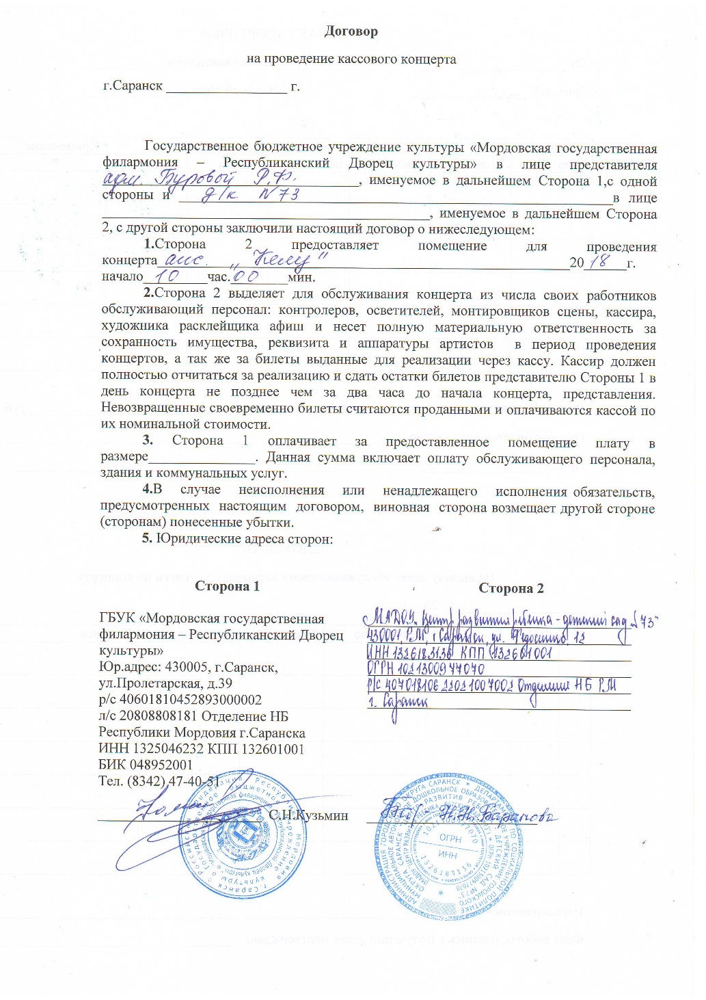 Договор
на проведение кассового концерта
г.Саранск _________________ г.
Государственное бюджетное учреждение культуры «Мордовская государственная
филармония – Республиканский Дворец культуры» в лице представителя
адм. Буровой Р.Ф., именуемое в дальнейшем Сторона 1,с одной
стороны и д/к N 73 в лице
_________________, именуемое в дальнейшем Сторона
2, с другой стороны заключили настоящий договор о нижеследующем:
1.Сторона 2 предоставляет помещение для проведения
концерта анс. „Келу" 20 18 г.
начало 10 час. 00 мин.
2.Сторона 2 выделяет для обслуживания концерта из числа своих работников
обслуживающий персонал: контролеров, осветителей, монтировщиков сцены, кассира,
художника расклейщика афиш и несет полную материальную ответственность за
сохранность имущества, реквизита и аппаратуры артистов в период проведения
концертов, а так же за билеты выданные для реализации через кассу. Кассир должен
полностью отчитаться за реализацию и сдать остатки билетов представителю Стороны 1 в
день концерта не позднее чем за два часа до начала концерта, представления.
Невозвращенные своевременно билеты считаются проданными и оплачиваются кассой по
их номинальной стоимости.
3. Сторона 1 оплачивает за предоставленное помещение плату в
размере_______________. Данная сумма включает оплату обслуживающего персонала,
здания и коммунальных услуг.
4.В случае неисполнения или ненадлежащего исполнения обязательств,
предусмотренных настоящим договором, виновная сторона возмещает другой стороне
(сторонам) понесенные убытки.
5. Юридические адреса сторон:
Сторона 1
ГБУК «Мордовская государственная
филармония – Республиканский Дворец
культуры»
Юр.адрес: 430005, г.Саранск,
ул.Пролетарская, д.39
р/с 40601810452893000002
л/с 20808808181 Отделение НБ
Республики Мордовия г.Саранска
ИНН 1325046232 КПП 132601001
БИК 048952001
Тел. (8342) 47-40-51
С.Н.Кузьмин
Сторона 2
МАДОУ „Центр развития ребенка - детский сад N 73"
430001, РМ, г. Саранск, ул. Федосеенко, 12
ИНН 1326183136 КПП 132601001
ОГРН 1021300977070
Р/с 40701810622021007002 Отделение НБ РМ
г. Саранск
Н.Н. Баранова
ОГРН
ИНН
1326183136